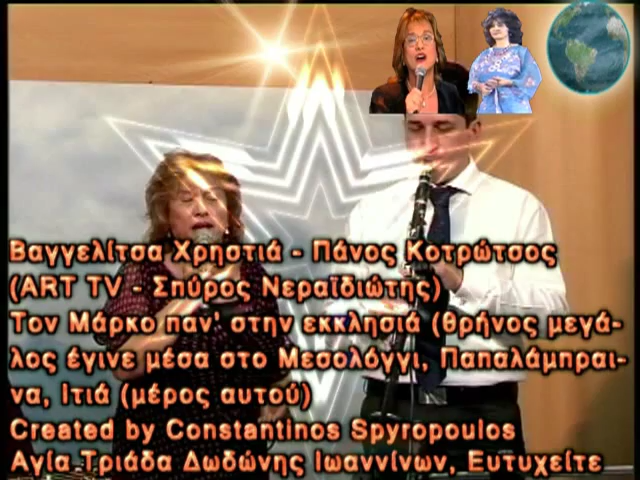 Βαγγελίτσα Χρηστιά - Πάνος Κοτρώτσος
(ART TV - Σπύρος Νεραϊδιώτης)
Τον Μάρκο παν' στην εκκλησιά (θρήνος μεγά-
λος έγινε μέσα στο Μεσολόγγι, Παπαλάμπραι-
να, Ιτιά (μέρος αυτού)
Created by Constantinos Spyropoulos
Αγία Τριάδα Δωδώνης Ιωαννίνων, Ευτυχείτε